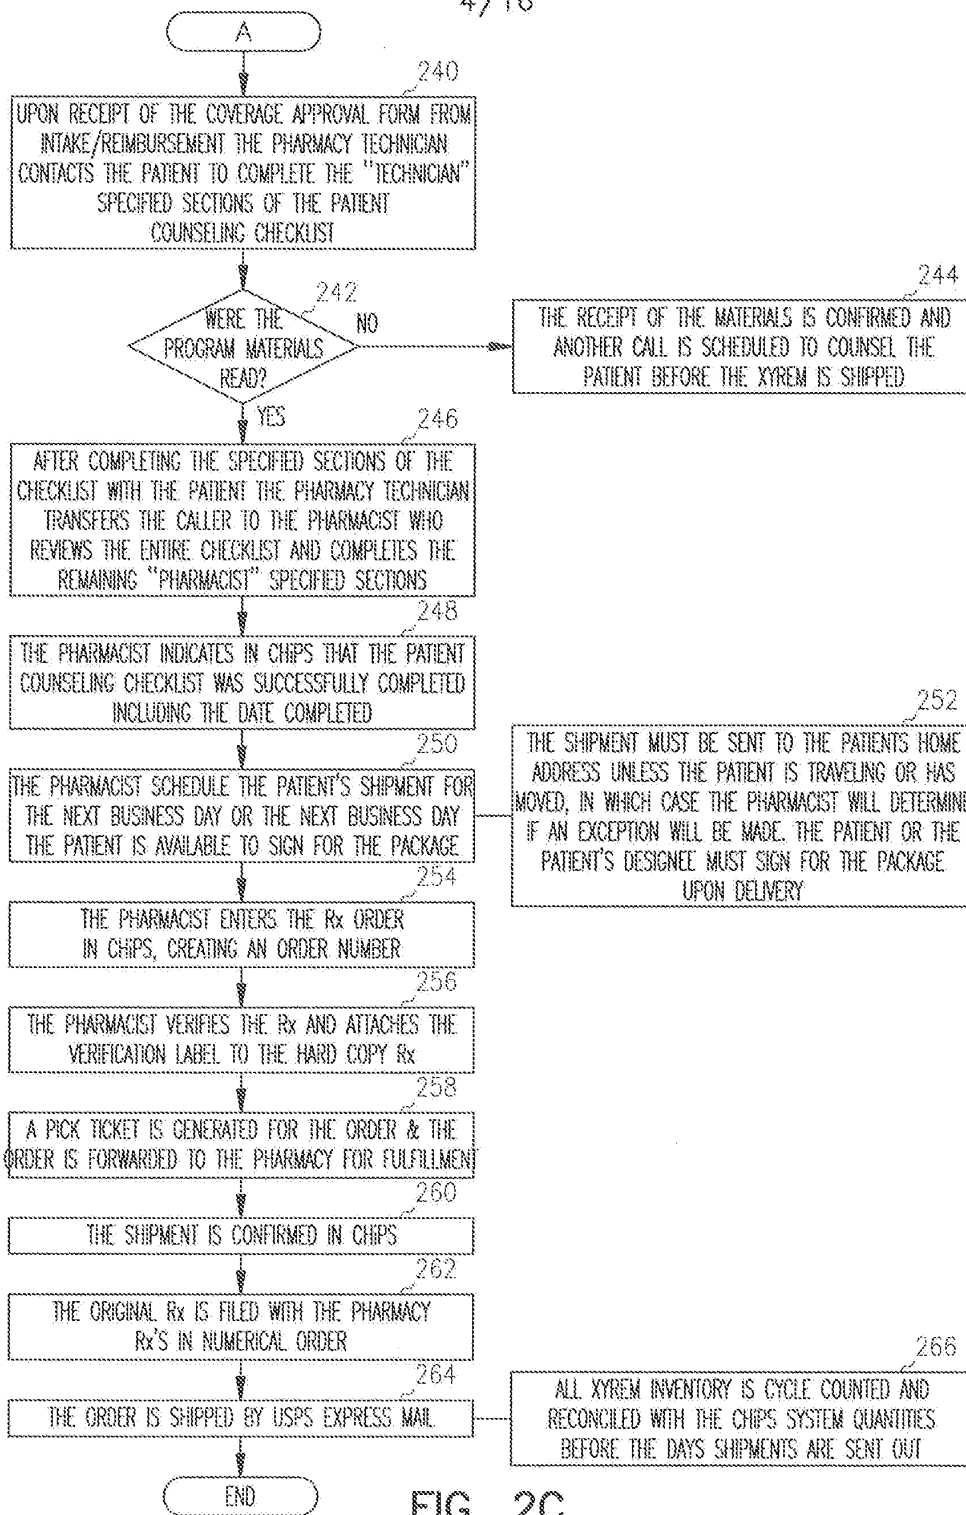 4/16
A
240
UPON RECEIPT OF THE COVERAGE APPROVAL FORM FROM
INTAKE/REIMBURSEMENT THE PHARMACY TECHNICIAN
CONTACTS THE PATIENT TO COMPLETE THE "TECHNICIAN"
SPECIFIED SECTIONS OF THE PATIENT
COUNSELING CHECKLIST
242
WERE THE
PROGRAM MATERIALS
READ?
NO
244
THE RECEIPT OF THE MATERIALS IS CONFIRMED AND
ANOTHER CALL IS SCHEDULED TO COUNSEL THE
PATIENT BEFORE THE XYREM IS SHIPPED
YES
246
AFTER COMPLETING THE SPECIFIED SECTIONS OF THE
CHECKLIST WITH THE PATIENT THE PHARMACY TECHNICIAN
TRANSFERS THE CALLER TO THE PHARMACIST WHO
REVIEWS THE ENTIRE CHECKLIST AND COMPLETES THE
REMAINING "PHARMACIST" SPECIFIED SECTIONS
248
THE PHARMACIST INDICATES IN CHIPS THAT THE PATIENT
COUNSELING CHECKLIST WAS SUCCESSFULLY COMPLETED
INCLUDING THE DATE COMPLETED
250
THE PHARMACIST SCHEDULE THE PATIENT'S SHIPMENT FOR
THE NEXT BUSINESS DAY OR THE NEXT BUSINESS DAY
THE PATIENT IS AVAILABLE TO SIGN FOR THE PACKAGE
252
THE SHIPMENT MUST BE SENT TO THE PATIENTS HOME
ADDRESS UNLESS THE PATIENT IS TRAVELING OR HAS
MOVED, IN WHICH CASE THE PHARMACIST WILL DETERMINE
IF AN EXCEPTION WILL BE MADE. THE PATIENT OR THE
PATIENT'S DESIGNEE MUST SIGN FOR THE PACKAGE
UPON DELIVERY
254
THE PHARMACIST ENTERS THE Rx ORDER
IN CHIPS, CREATING AN ORDER NUMBER
256
THE PHARMACIST VERIFIES THE Rx AND ATTACHES THE
VERIFICATION LABEL TO THE HARD COPY Rx
258
A PICK TICKET IS GENERATED FOR THE ORDER & THE
ORDER IS FORWARDED TO THE PHARMACY FOR FULFILLMENT
260
THE SHIPMENT IS CONFIRMED IN CHIPS
262
THE ORIGINAL Rx IS FILED WITH THE PHARMACY
Rx'S IN NUMERICAL ORDER
264
THE ORDER IS SHIPPED BY USPS EXPRESS MAIL
266
ALL XYREM INVENTORY IS CYCLE COUNTED AND
RECONCILED WITH THE CHIPS SYSTEM QUANTITIES
BEFORE THE DAYS SHIPMENTS ARE SENT OUT
END
FIG. 2C